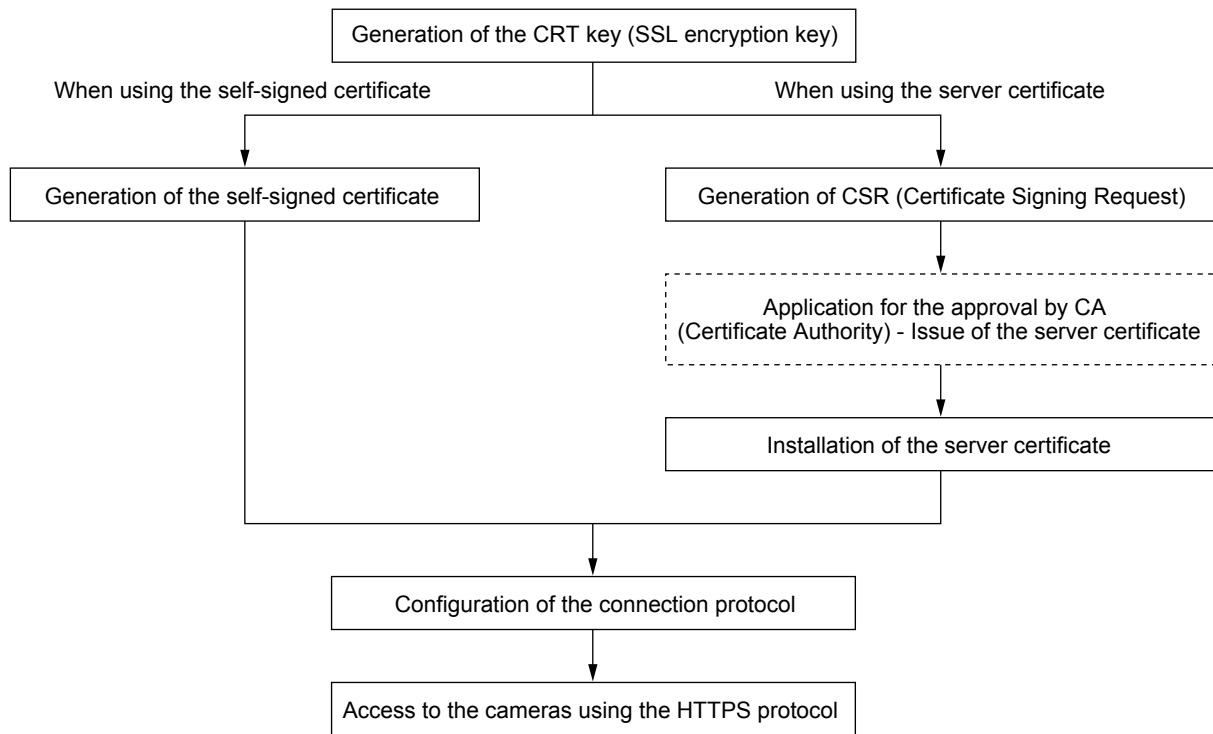 Generation of the CRT key (SSL encryption key)
When using the self-signed certificate
When using the server certificate
Generation of the self-signed certificate
Generation of CSR (Certificate Signing Request)
Application for the approval by CA
(Certificate Authority) - Issue of the server certificate
Installation of the server certificate
Configuration of the connection protocol
Access to the cameras using the HTTPS protocol